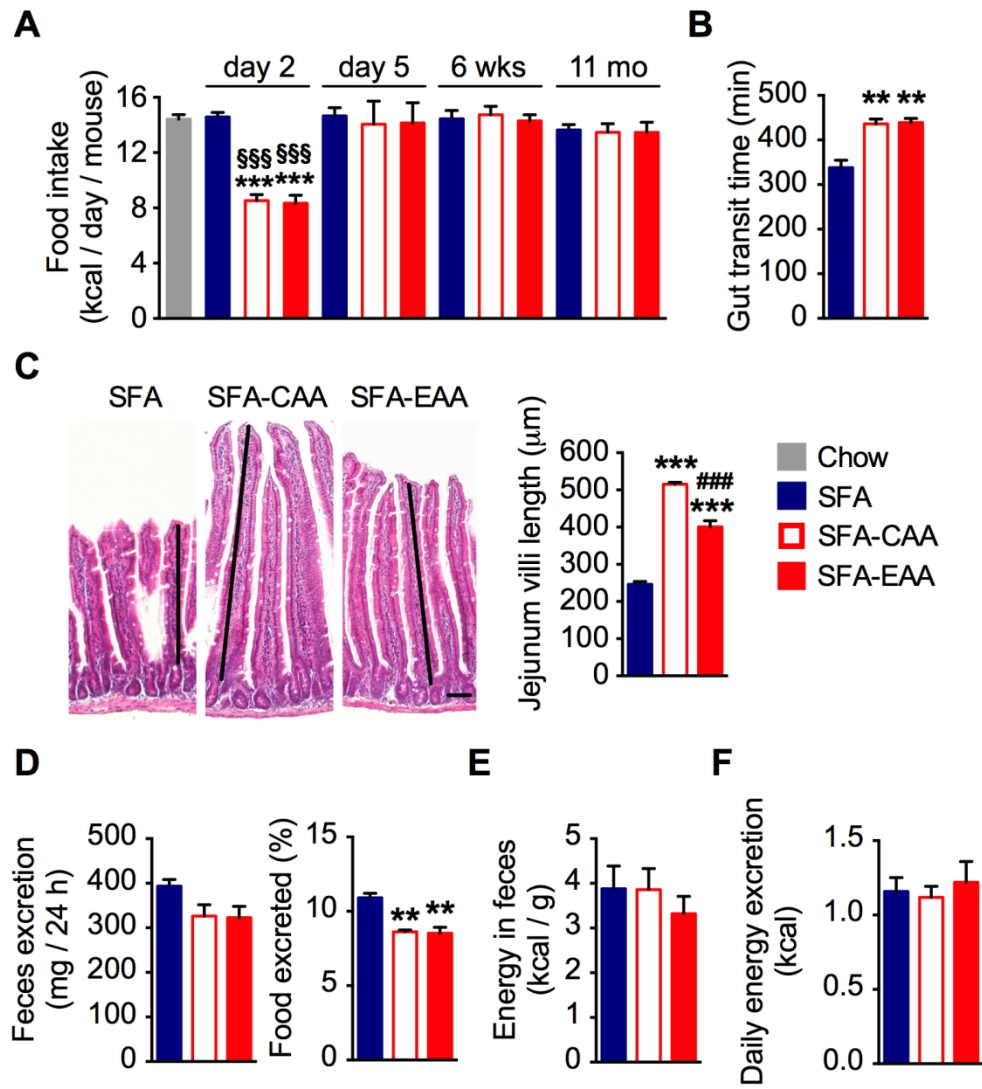 A
day 2
day 5
6 wks
11 mo
Food intake
(kcal / day / mouse)
16
12
8
4
0
§§§
***
§§§
***
B
Gut transit time (min)
500
400
300
200
100
0
**
**
C
SFA
SFA-CAA
SFA-EAA
Jejunum villi length (μm)
600
500
400
300
200
100
0
***
###
***
Chow
SFA
SFA-CAA
SFA-EAA
D
Feces excretion
(mg / 24 h)
500
400
300
200
100
0
Food excreted (%)
15
10
5
0
**
**
E
Energy in feces
(kcal / g)
5
4
3
2
1
0
F
Daily energy excretion
(kcal)
1.5
1.0
0.5
0.0